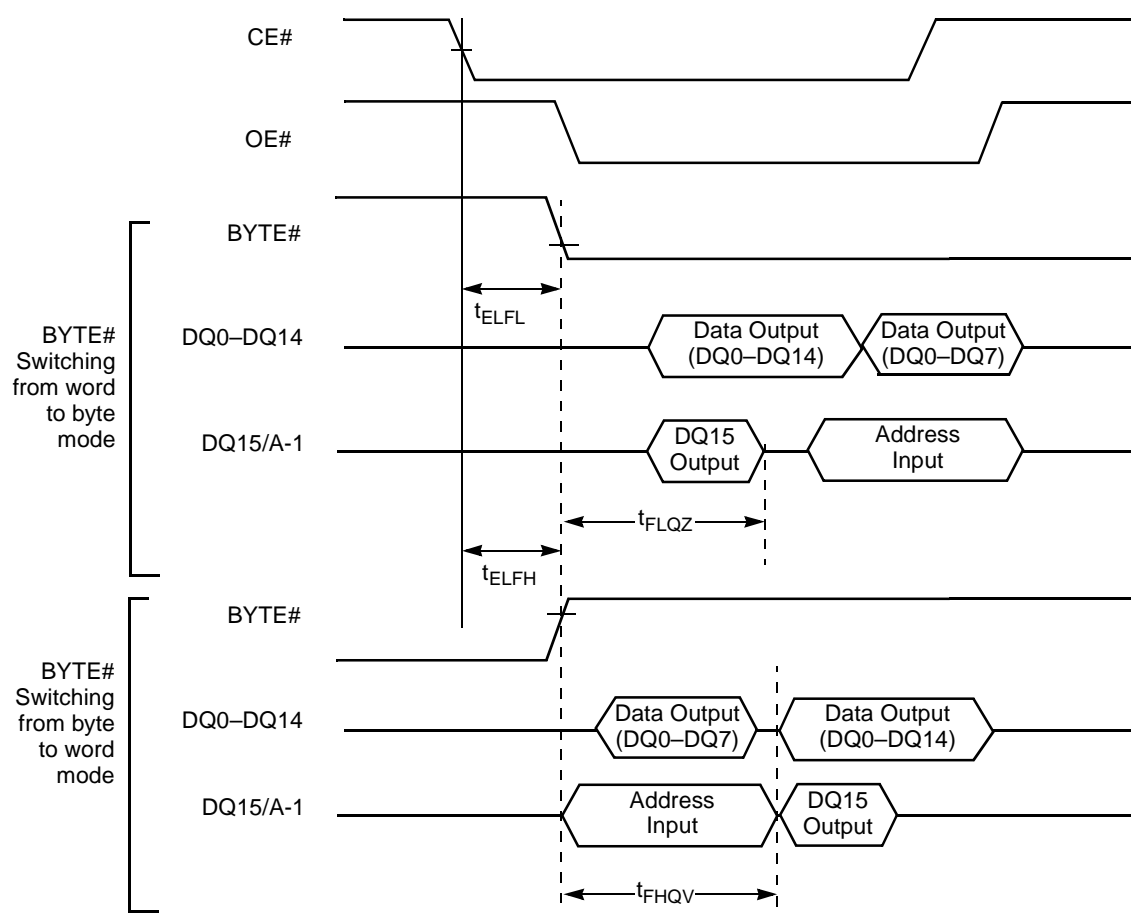 CE#
OE#
BYTE#
tELFL
BYTE#
Switching
from word
to byte
mode
DQ0–DQ14
Data Output
(DQ0–DQ14)
Data Output
(DQ0–DQ7)
DQ15/A-1
DQ15
Output
Address
Input
tFLQZ
tELFH
BYTE#
BYTE#
Switching
from byte
to word
mode
DQ0–DQ14
Data Output
(DQ0–DQ7)
Data Output
(DQ0–DQ14)
DQ15/A-1
Address
Input
DQ15
Output
tFHQV